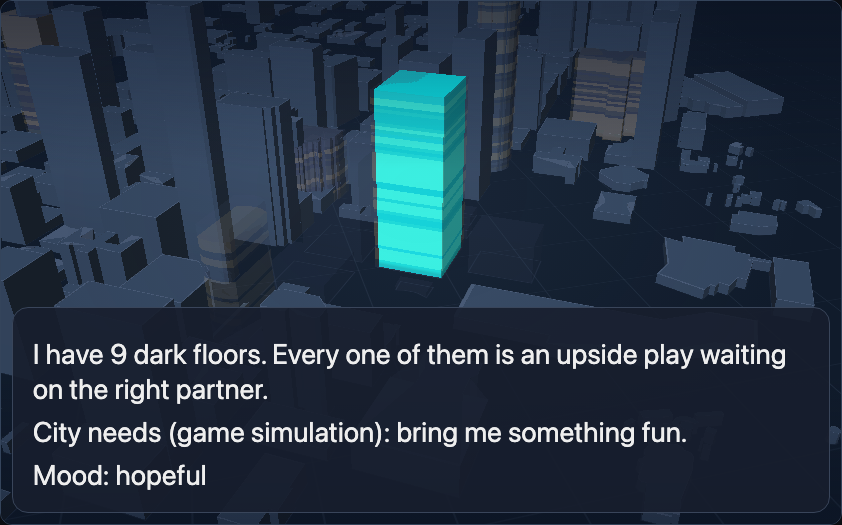 I have 9 dark floors. Every one of them is an upside play waiting
on the right partner.
City needs (game simulation): bring me something fun.
Mood: hopeful